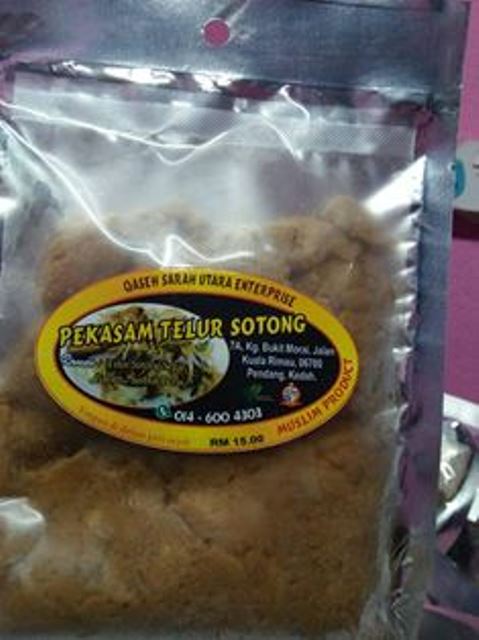 QASEH SARAH UTARA ENTERPRISE
PEKASAM TELUR SOTONG
7A, Kg. Bukit Morai, Jalan
Kuala Rimau, 06700
Pendang, Kedah.
014 - 600 4303
RM 15.00
MUSLIM PRODUCT